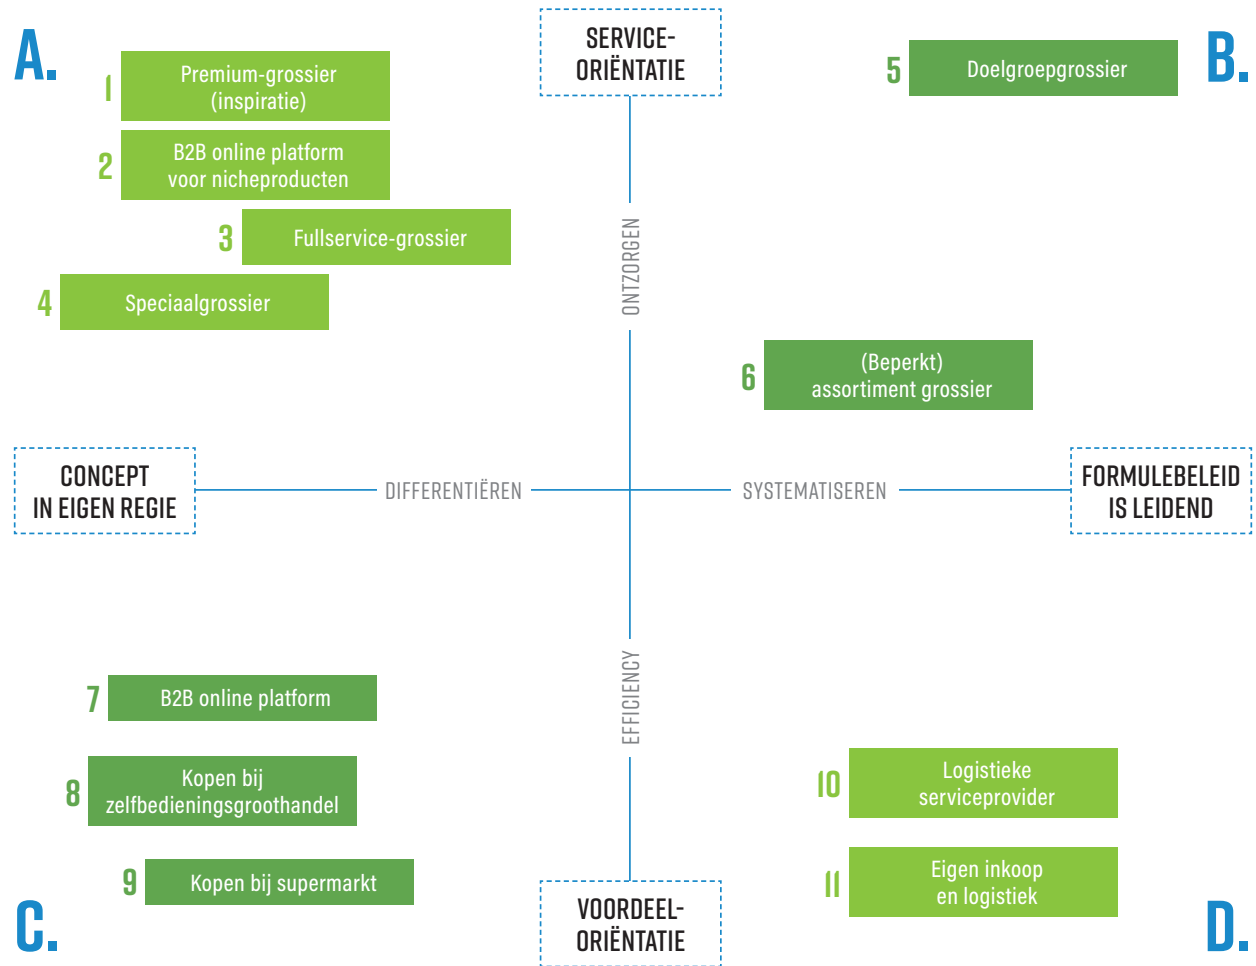 A.
SERVICE-
ORIËNTATIE
B.
1
Premium-grossier
(inspiratie)
5
Doelgroepgrossier
2
B2B online platform
voor nicheproducten
3
Fullservice-grossier
ONTZORGEN
4
Speciaalgrossier
6
(Beperkt)
assortiment grossier
CONCEPT
IN EIGEN REGIE
DIFFERENTIËREN
SYSTEMATISEREN
FORMULEBELEID
IS LEIDEND
EFFICIENCY
7
B2B online platform
8
Kopen bij
zelfbedieningsgroothandel
10
Logistieke
serviceprovider
9
Kopen bij supermarkt
11
Eigen inkoop
en logistiek
C.
VOORDEEL-
ORIËNTATIE
D.